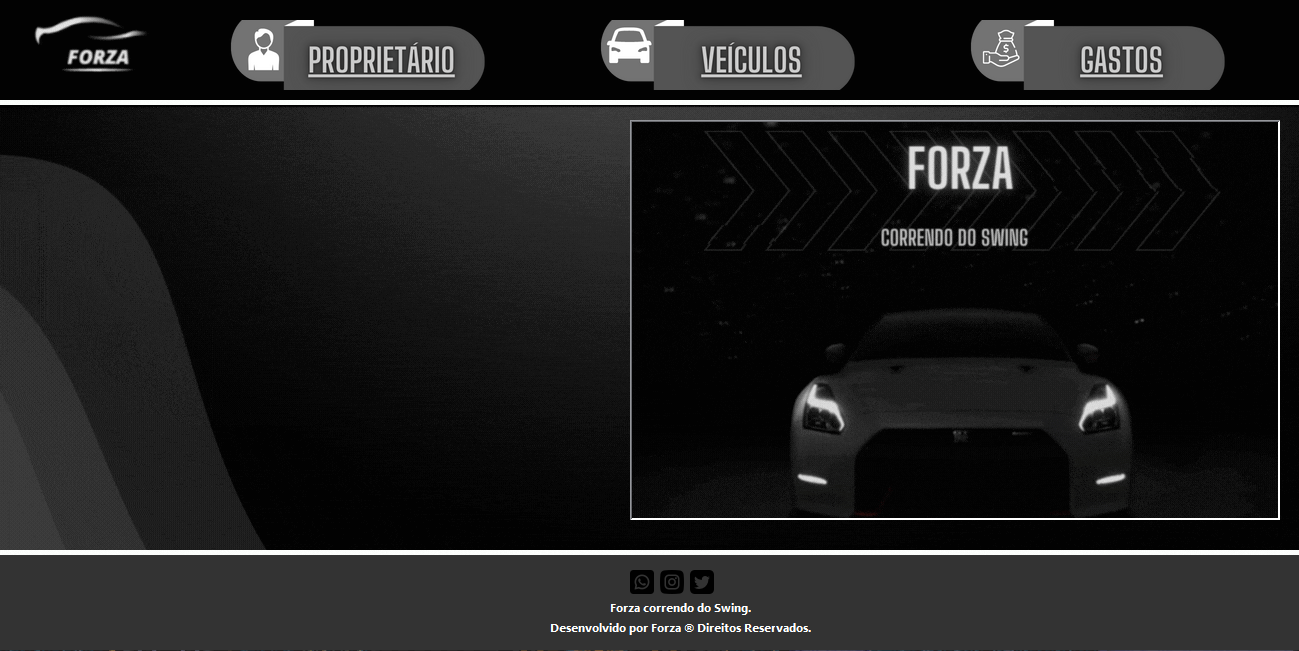 FORZA
PROPRIETÁRIO
VEÍCULOS
$
GASTOS
FORZA
CORRENDO DO SWING
Forza correndo do Swing.
Desenvolvido por Forza ® Direitos Reservados.